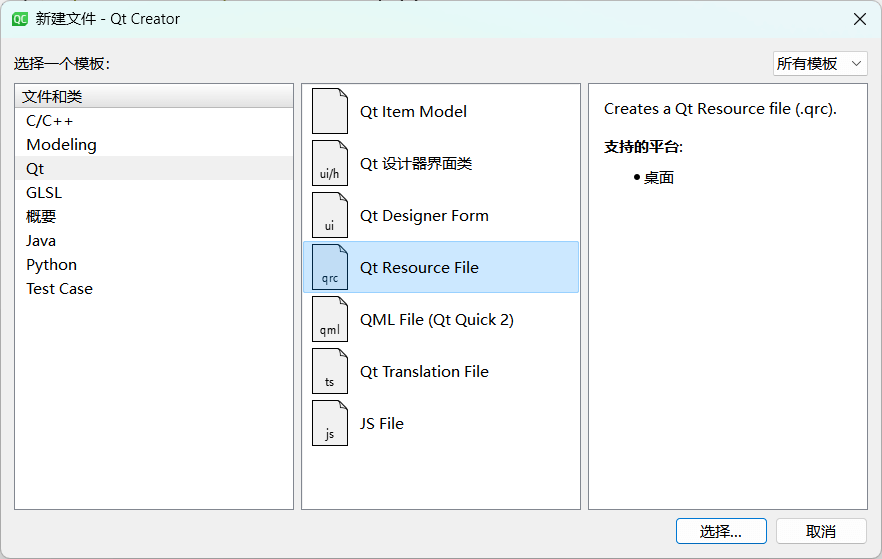 新建文件 - Qt Creator
选择一个模板:
所有模板
文件和类
C/C++
Modeling
Qt
GLSL
概要
Java
Python
Test Case
Qt Item Model
ui/h
Qt 设计器界面类
ui
Qt Designer Form
qrc
Qt Resource File
qml
QML File (Qt Quick 2)
ts
Qt Translation File
js
JS File
Creates a Qt Resource file (.qrc).
支持的平台:
• 桌面
选择...
取消